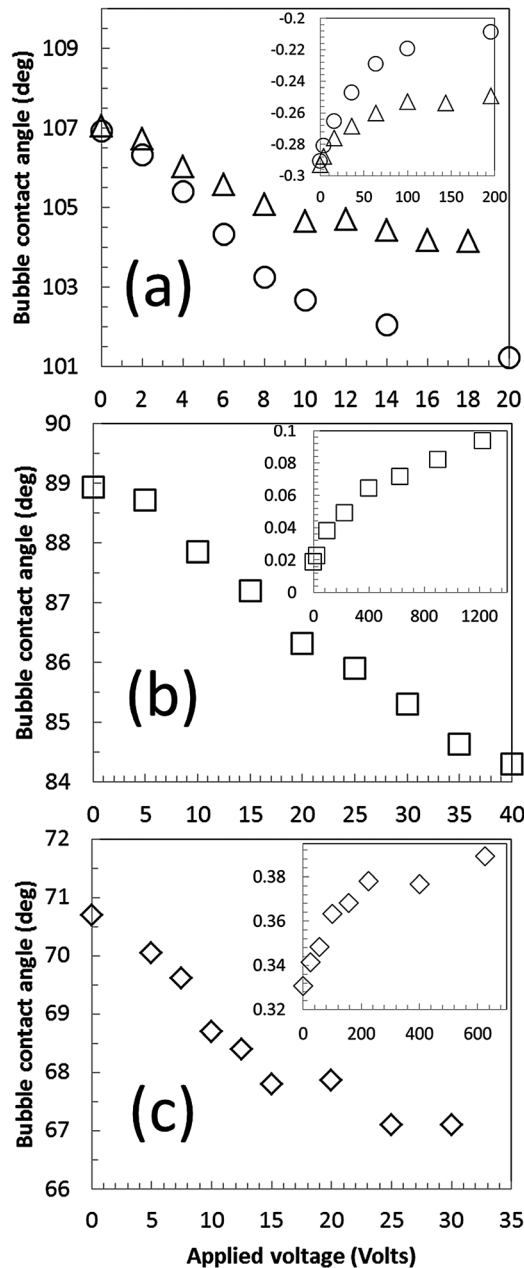 109
107
105
103
101
Bubble contact angle (deg)
(a)
-0.2
-0.22
-0.24
-0.26
-0.28
-0.3
0 50 100 150 200
0 2 4 6 8 10 12 14 16 18 20
90
89
88
87
86
85
84
Bubble contact angle (deg)
(b)
0.1
0.08
0.06
0.04
0.02
0
0 400 800 1200
0 5 10 15 20 25 30 35 40
72
71
70
69
68
67
66
Bubble contact angle (deg)
(c)
0.38
0.36
0.34
0.32
0 200 400 600
0 5 10 15 20 25 30 35
Applied voltage (Volts)